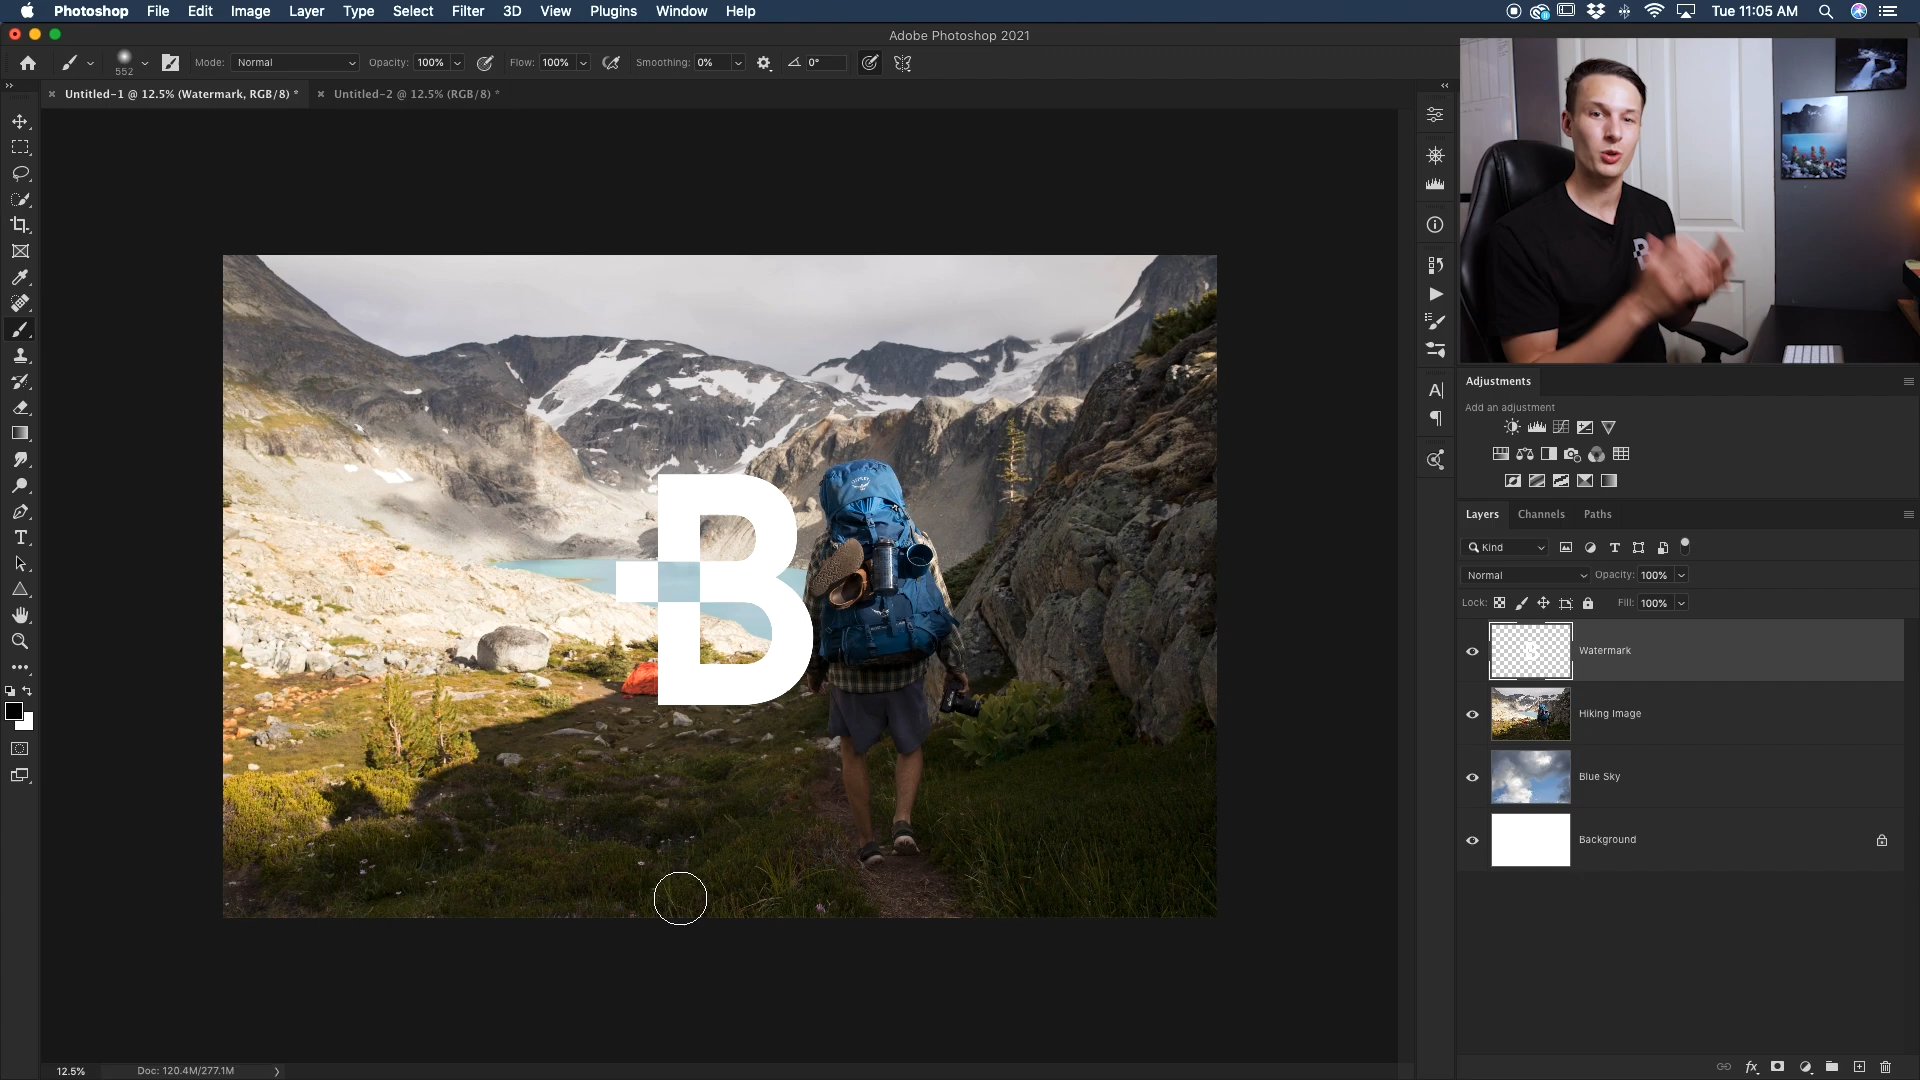 Photoshop File Edit Image Layer Type Select Filter 3D View Plugins Window Help Tue 11:05 AM
Adobe Photoshop 2021
552 Mode: Normal Opacity: 100% Flow: 100% Smoothing: 0% 0°
Untitled-1 @ 12.5% (Watermark, RGB/8) * Untitled-2 @ 12.5% (RGB/8) *
B
OSPREY
Adjustments
Add an adjustment
Layers Channels Paths
Kind
Normal Opacity: 100%
Lock: Fill: 100%
Watermark
Hiking Image
Blue Sky
Background
12.5% Doc: 120.4M/277.1M
fx